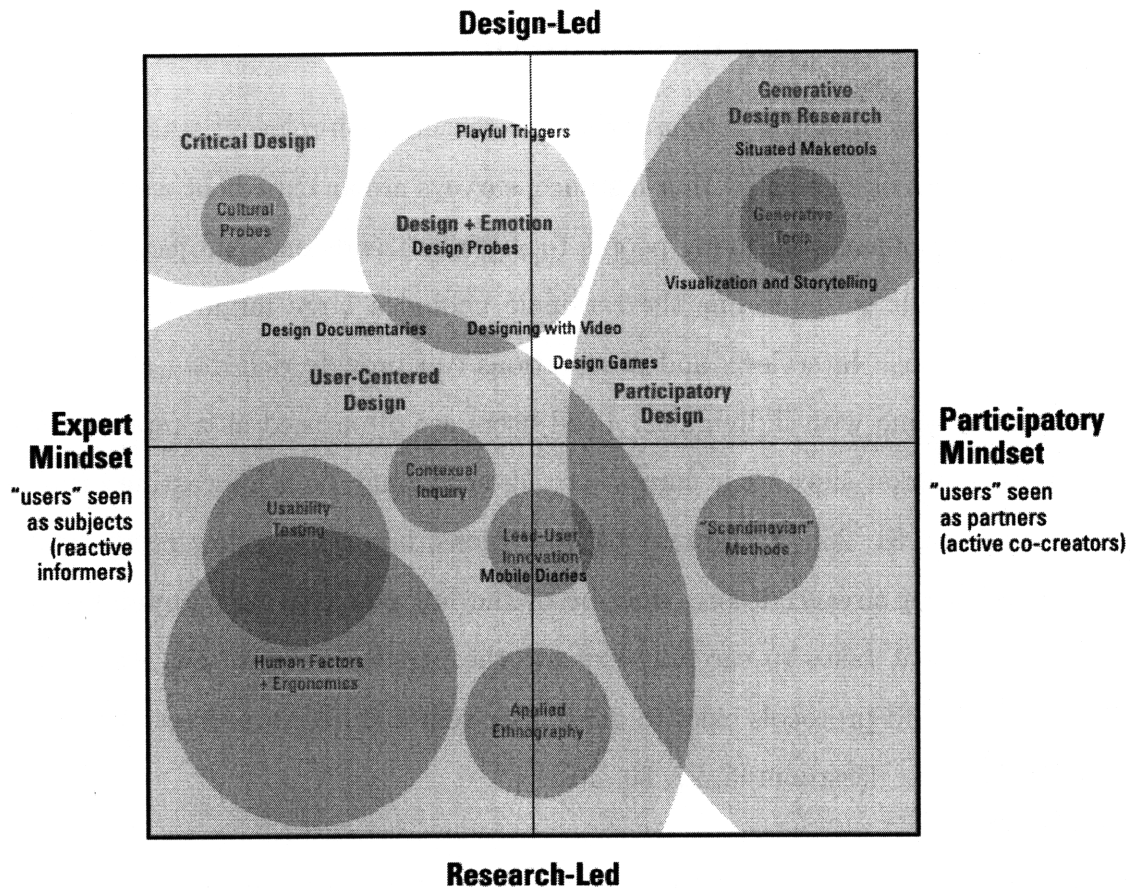 Design-Led
Generative
Design Research
Critical Design
Playful Triggers
Situated Maketools
Cultural
Probes
Design + Emotion
Design Probes
Generative
Tools
Visualization and Storytelling
Design Documentaries
Designing with Video
Design Games
User-Centered
Design
Participatory
Design
Expert
Mindset
"users" seen
as subjects
(reactive
informers)
Participatory
Mindset
"users" seen
as partners
(active co-creators)
Contexual
Inquiry
Usability
Testing
Lead-User
Innovation
Mobile Diaries
"Scandinavian"
Methods
Human Factors
+ Ergonomics
Applied
Ethnography
Research-Led